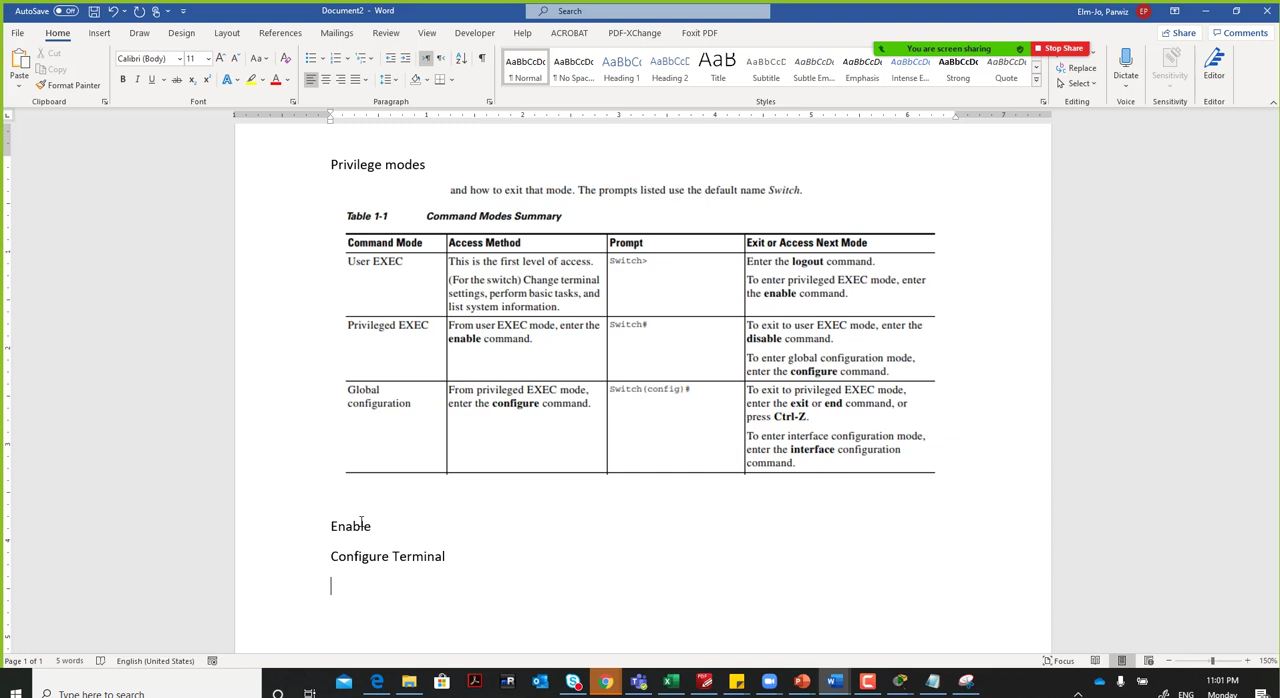 AutoSave Off
Document2 - Word
Search
Elm-Jo, Parwiz EP
File Home Insert Draw Design Layout References Mailings Review View Developer Help ACROBAT PDF-XChange Foxit PDF
Share Comments
You are screen sharing Stop Share
Cut
Copy
Paste Format Painter
Calibri (Body) 11
AaBbCcDc AaBbCcDc AaBbCc AaBbCcD AaB AaBbCcD AaBbCcDc AaBbCcDc AaBbCcDc AaBbCcDc AaBbCcDc
Normal No Spac... Heading 1 Heading 2 Title Subtitle Subtle Em... Emphasis Intense E... Strong Quote
Replace
Select
Dictate Sensitivity Editor
Clipboard Font Paragraph Styles Editing Voice Sensitivity Editor
Privilege modes
and how to exit that mode. The prompts listed use the default name Switch.
Table 1-1 Command Modes Summary
Command Mode Access Method Prompt Exit or Access Next Mode
User EXEC This is the first level of access. Switch> Enter the logout command.
(For the switch) Change terminal To enter privileged EXEC mode, enter
settings, perform basic tasks, and the enable command.
list system information.
Privileged EXEC From user EXEC mode, enter the Switch# To exit to user EXEC mode, enter the
enable command. disable command.
To enter global configuration mode,
enter the configure command.
Global From privileged EXEC mode, Switch(config)# To exit to privileged EXEC mode,
configuration enter the configure command. enter the exit or end command, or
press Ctrl-Z.
To enter interface configuration mode,
enter the interface configuration
command.
Enable
Configure Terminal
Page 1 of 1 5 words English (United States) Focus 150%
Type here to search
11:01 PM
ENG Monday